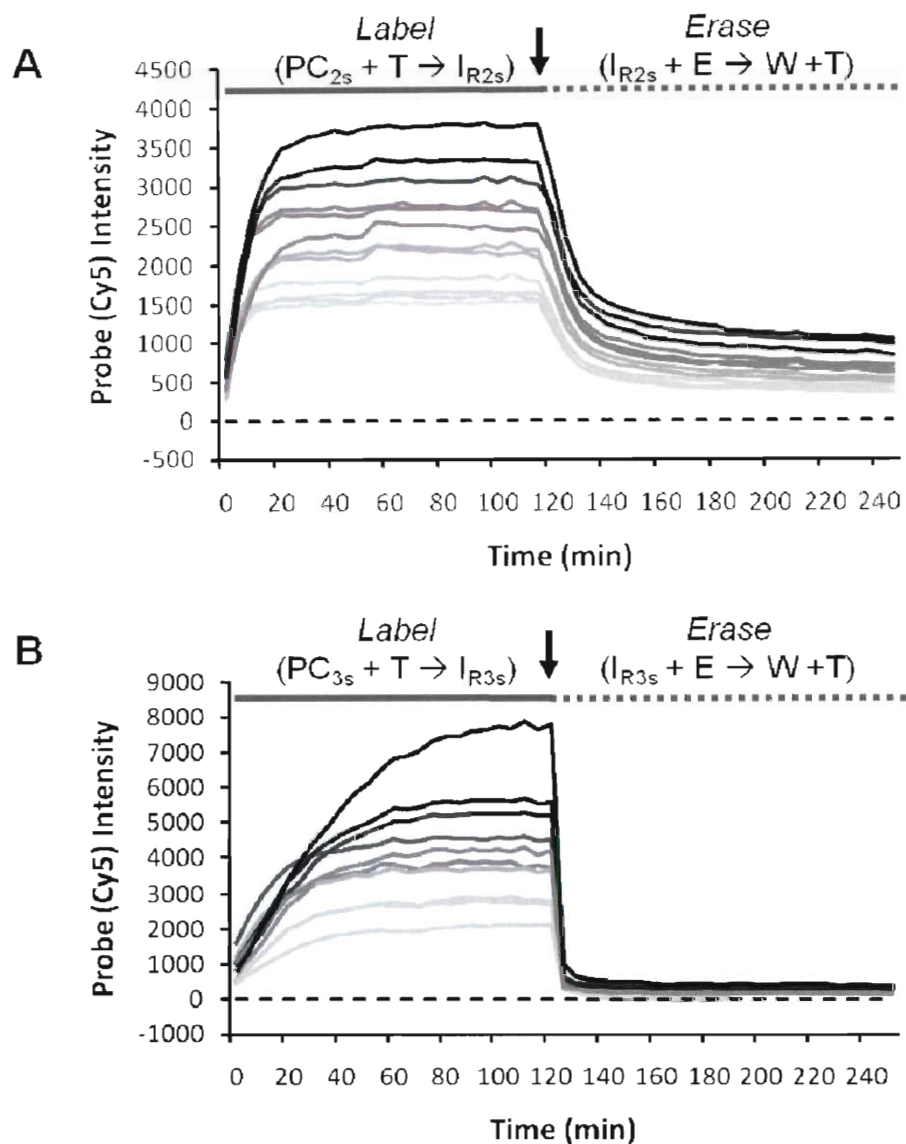 A
Label
(PC2s + T → IR2s)
Erase
(IR2s + E → W +T)
Probe (Cy5) Intensity
4500
4000
3500
3000
2500
2000
1500
1000
500
0
-500
0 20 40 60 80 100 120 140 160 180 200 220 240
Time (min)
B
Label
(PC3s + T → IR3s)
Erase
(IR3s + E → W +T)
Probe (Cy5) Intensity
9000
8000
7000
6000
5000
4000
3000
2000
1000
0
-1000
0 20 40 60 80 100 120 140 160 180 200 220 240
Time (min)